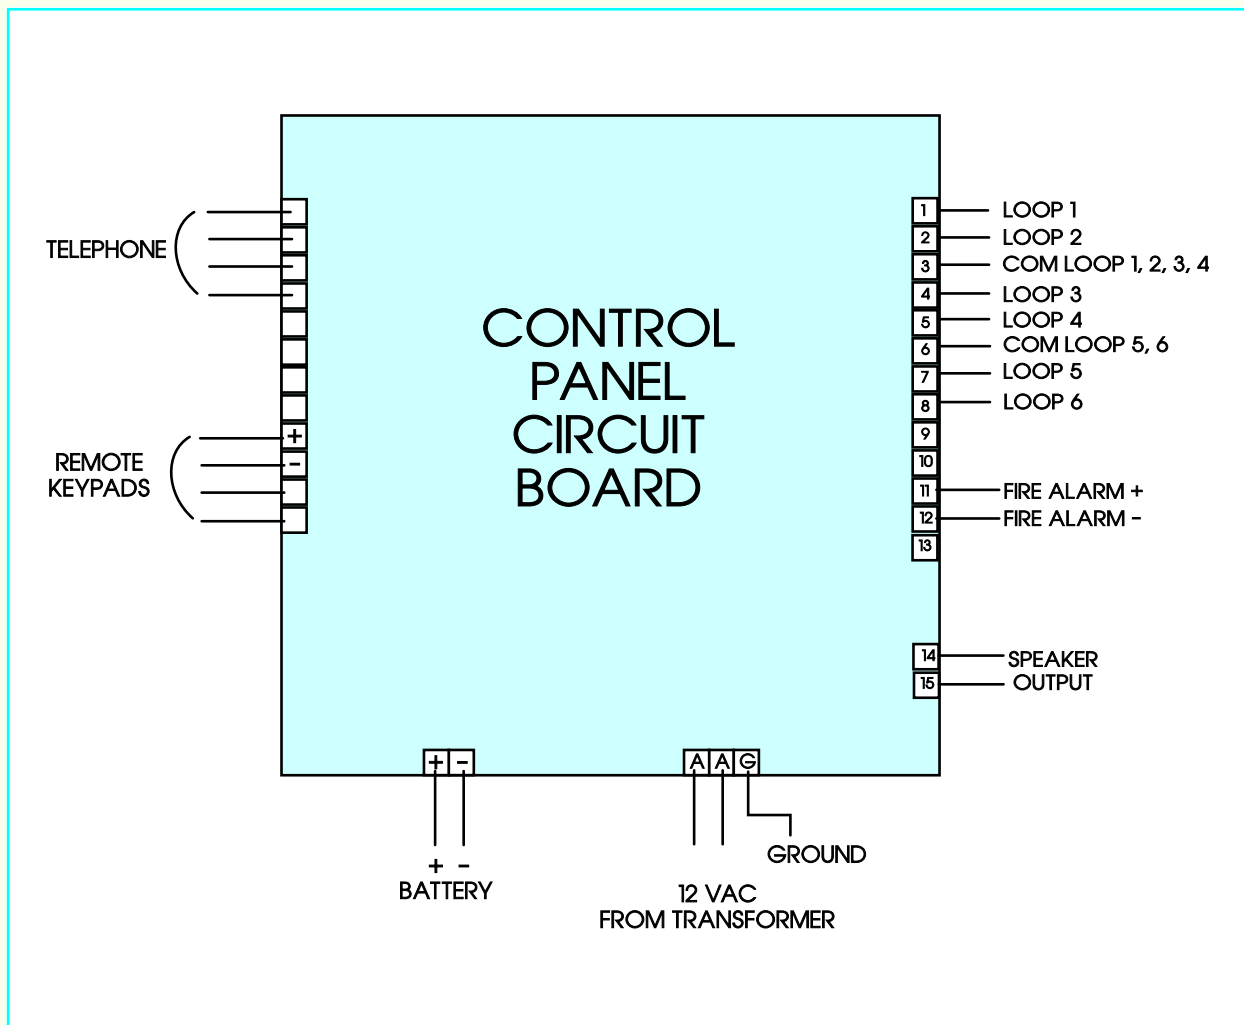 TELEPHONE
REMOTE
KEYPADS
+
-
CONTROL
PANEL
CIRCUIT
BOARD
1 LOOP 1
2 LOOP 2
3 COM LOOP 1, 2, 3, 4
4 LOOP 3
5 LOOP 4
6 COM LOOP 5, 6
7 LOOP 5
8 LOOP 6
9
10
11 FIRE ALARM +
12 FIRE ALARM -
13
14 SPEAKER
15 OUTPUT
+ -
+ -
BATTERY
A A G
GROUND
12 VAC
FROM TRANSFORMER